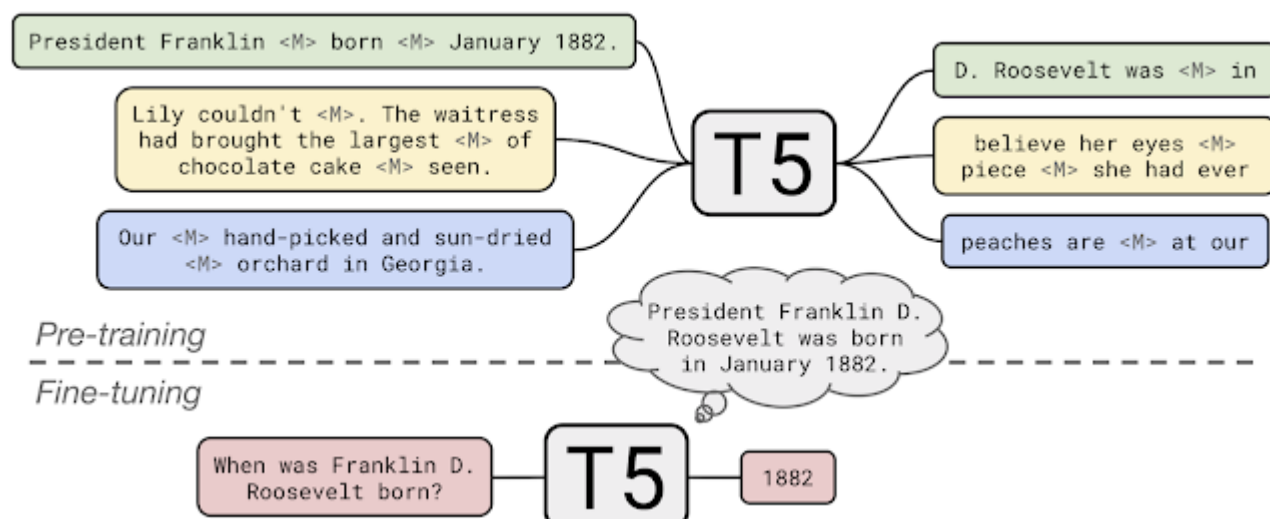 President Franklin <M> born <M> January 1882.
Lily couldn't <M>. The waitress
had brought the largest <M> of
chocolate cake <M> seen.
Our <M> hand-picked and sun-dried
<M> orchard in Georgia.
T5
D. Roosevelt was <M> in
believe her eyes <M>
piece <M> she had ever
peaches are <M> at our
Pre-training
President Franklin D.
Roosevelt was born
in January 1882.
Fine-tuning
When was Franklin D.
Roosevelt born?
T5
1882